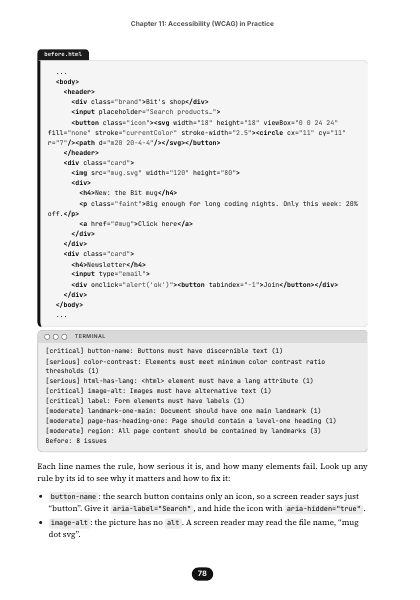 Chapter 11: Accessibility (WCAG) in Practice
before.html
...
<body>
<header>
<div class="brand">Bit's shop</div>
<input placeholder="Search products…">
<button class="icon"><svg width="18" height="18" viewBox="0 0 24 24"
fill="none" stroke="currentColor" stroke-width="2.5"><circle cx="11" cy="11"
r="7"/><path d="m20 20-4-4"/></svg></button>
</header>
<div class="card">
<img src="mug.svg" width="120" height="80">
<div>
<h4>New: the Bit mug</h4>
<p class="faint">Big enough for long coding nights. Only this week: 20%
off.</p>
<a href="#mug">Click here</a>
</div>
</div>
<div class="card">
<h4>Newsletter</h4>
<input type="email">
<div onclick="alert('ok')"><button tabindex="-1">Join</button></div>
</div>
</body>
...
TERMINAL
[critical] button-name: Buttons must have discernible text (1)
[serious] color-contrast: Elements must meet minimum color contrast ratio
thresholds (1)
[serious] html-has-lang: <html> element must have a lang attribute (1)
[critical] image-alt: Images must have alternative text (1)
[critical] label: Form elements must have labels (1)
[moderate] landmark-one-main: Document should have one main landmark (1)
[moderate] page-has-heading-one: Page should contain a level-one heading (1)
[moderate] region: All page content should be contained by landmarks (3)
Before: 8 issues
Each line names the rule, how serious it is, and how many elements fail. Look up any
rule by its id to see why it matters and how to fix it:
• button-name: the search button contains only an icon, so a screen reader says just
“button”. Give it aria-label="Search", and hide the icon with aria-hidden="true".
• image-alt: the picture has no alt. A screen reader may read the file name, “mug
dot svg”.
78